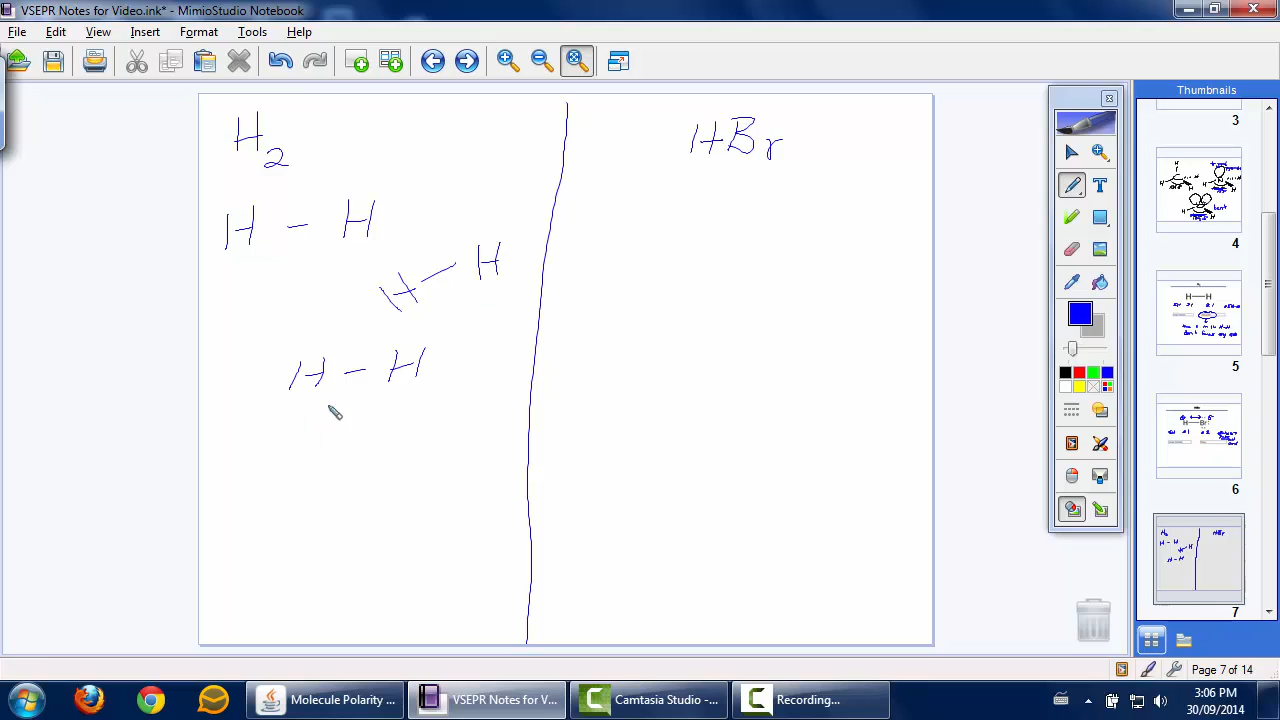 VSEPR Notes for Video.ink* - MimioStudio Notebook
File Edit View Insert Format Tools Help
H2
HBr
H - H
H - H
H - H
Thumbnails
3
4
5
6
7
Page 7 of 14
Molecule Polarity
VSEPR Notes for V...
Camtasia Studio -...
Recording...
3:06 PM
30/09/2014